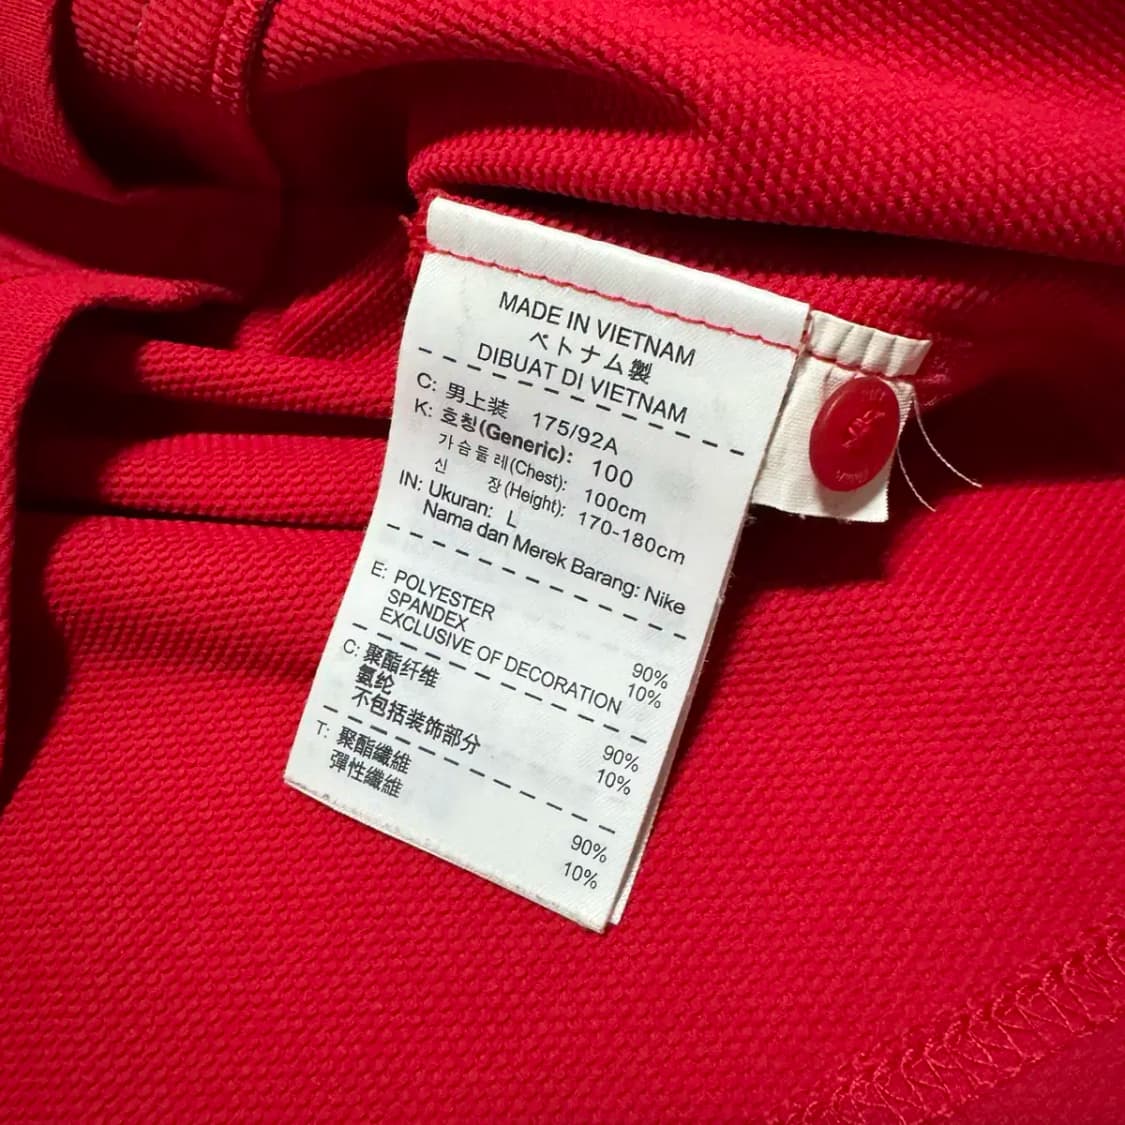 MADE IN VIETNAM
ベトナム製
DIBUAT DI VIETNAM
C: 男上装 175/92A
K: 호칭(Generic): 100
가슴둘레(Chest): 100cm
신 장(Height): 170-180cm
IN: Ukuran: L
Nama dan Merek Barang: Nike
E: POLYESTER 90%
SPANDEX 10%
EXCLUSIVE OF DECORATION
C: 聚酯纤维 90%
氨纶 10%
不包括装饰部分
T: 聚酯纖維 90%
彈性纖維 10%